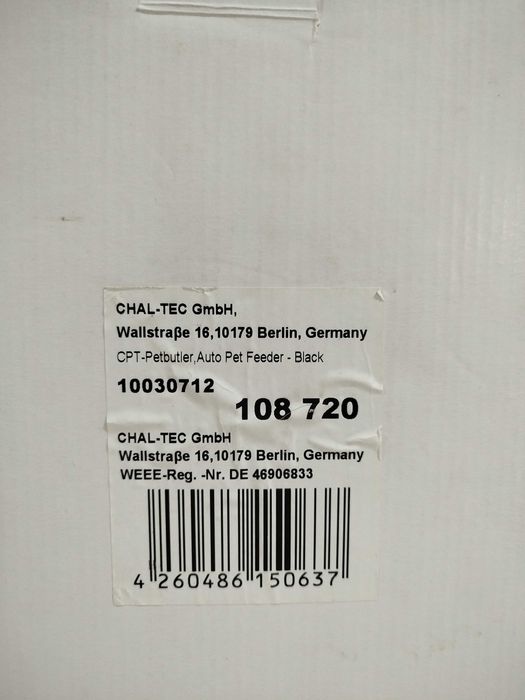 CHAL-TEC GmbH,
Wallstraβe 16,10179 Berlin, Germany
CPT-Petbutler,Auto Pet Feeder - Black
10030712
108 720
CHAL-TEC GmbH
Wallstraβe 16,10179 Berlin, Germany
WEEE-Reg. -Nr. DE 46906833
4 260486 150637